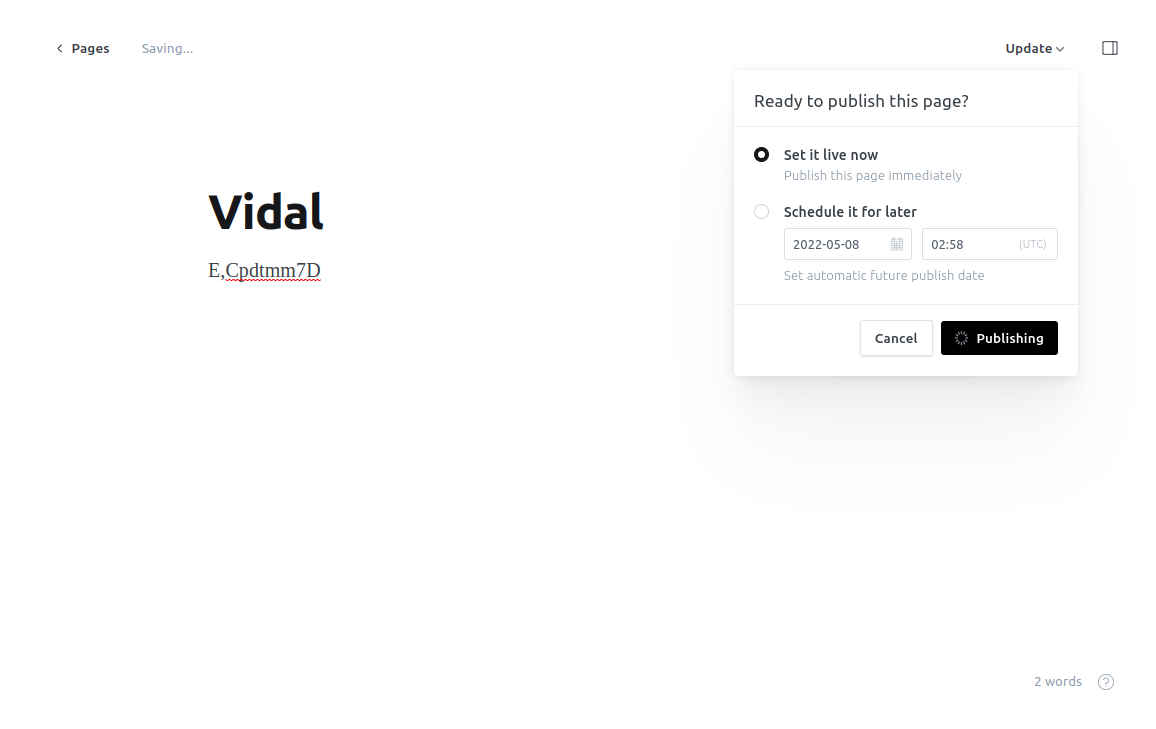 Pages
Saving...
Update
Ready to publish this page?
Set it live now
Publish this page immediately
Schedule it for later
2022-05-08
02:58 (UTC)
Set automatic future publish date
Cancel
Publishing
Vidal
E,Cpdtmm7D
2 words
?